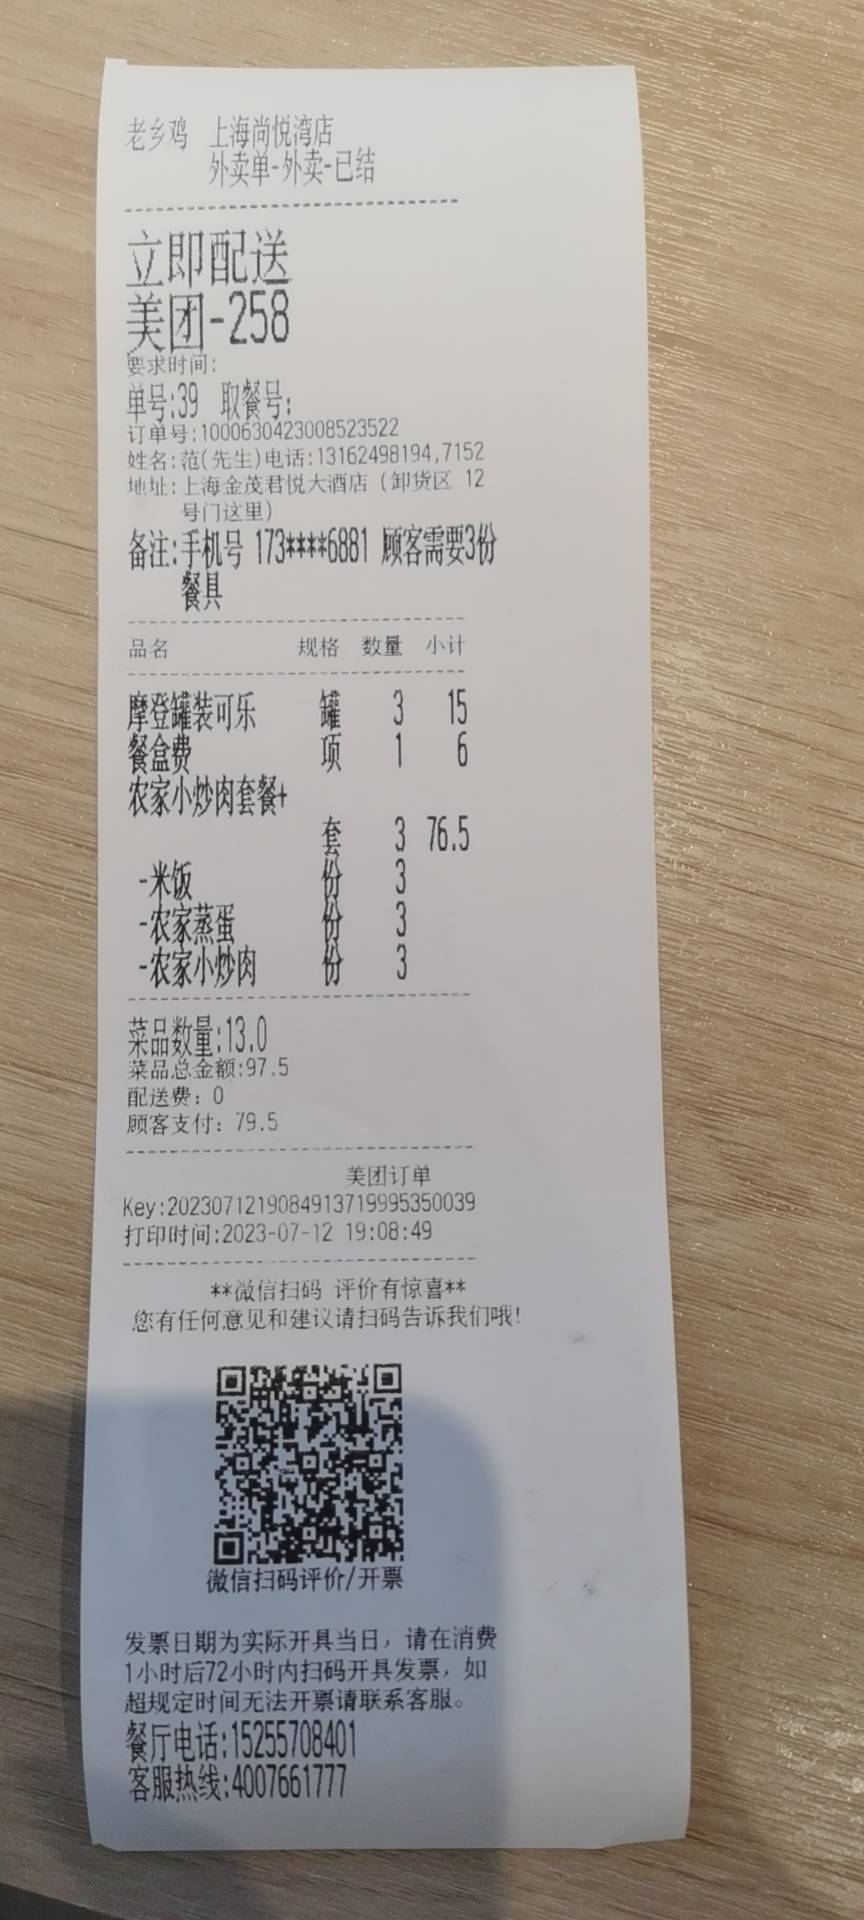 老乡鸡 上海尚悦湾店
外卖单-外卖-已结
立即配送
美团-258
要求时间:
单号:39 取餐号:
订单号:1000630423008523522
姓名:范(先生)电话:13162498194,7152
地址:上海金茂君悦大酒店（卸货区 12
号门这里）
备注:手机号 173****6881 顾客需要3份
餐具
品名 规格 数量 小计
摩登罐装可乐 罐 3 15
餐盒费 项 1 6
农家小炒肉套餐+
套 3 76.5
-米饭 份 3
-农家蒸蛋 份 3
-农家小炒肉 份 3
菜品数量:13.0
菜品总金额:97.5
配送费: 0
顾客支付: 79.5
美团订单
Key:20230712190849137199953500​39
打印时间:2023-07-12 19:08:49
**微信扫码 评价有惊喜**
您有任何意见和建议请扫码告诉我们哦!
微信扫码评价/开票
发票日期为实际开具当日，请在消费
1小时后72小时内扫码开具发票，如
超规定时间无法开票请联系客服。
餐厅电话:15255708401
客服热线:4007661777